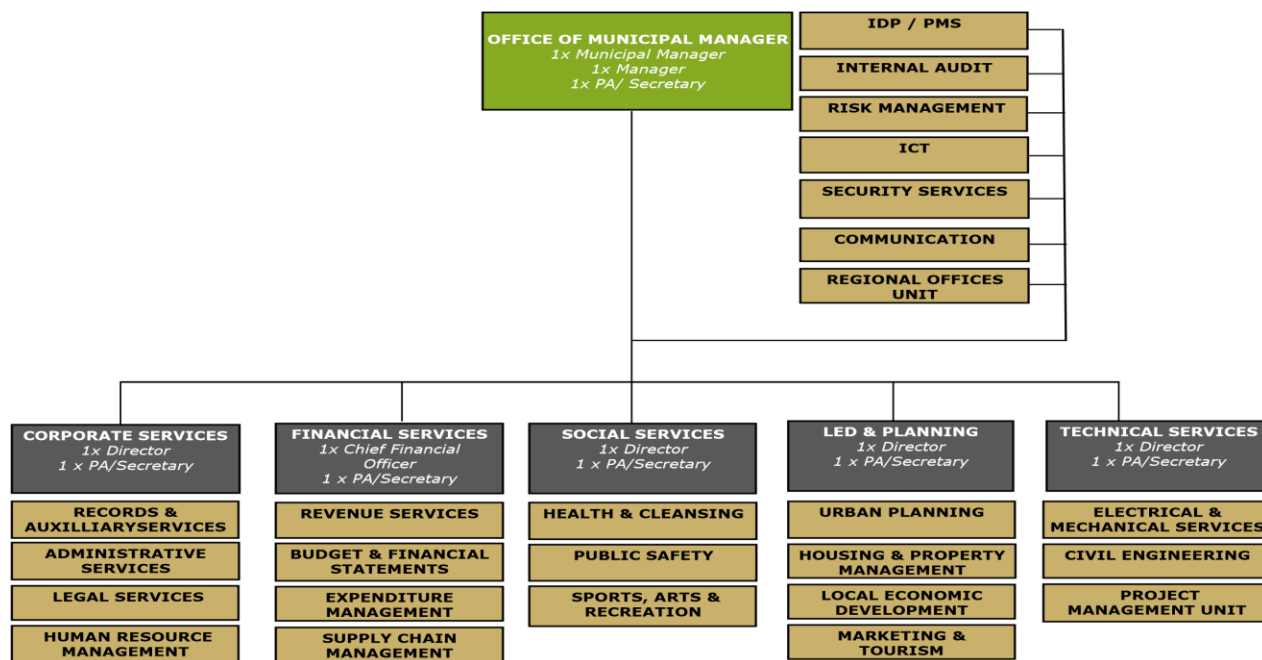 OFFICE OF MUNICIPAL MANAGER
1x Municipal Manager
1x Manager
1x PA/ Secretary
IDP / PMS
INTERNAL AUDIT
RISK MANAGEMENT
ICT
SECURITY SERVICES
COMMUNICATION
REGIONAL OFFICES
UNIT
CORPORATE SERVICES
1x Director
1 x PA/Secretary
RECORDS &
AUXILLIARYSERVICES
ADMINISTRATIVE
SERVICES
LEGAL SERVICES
HUMAN RESOURCE
MANAGEMENT
FINANCIAL SERVICES
1x Chief Financial
Officer
1 x PA/Secretary
REVENUE SERVICES
BUDGET & FINANCIAL
STATEMENTS
EXPENDITURE
MANAGEMENT
SUPPLY CHAIN
MANAGEMENT
SOCIAL SERVICES
1x Director
1 x PA/Secretary
HEALTH & CLEANSING
PUBLIC SAFETY
SPORTS, ARTS &
RECREATION
LED & PLANNING
1x Director
1 x PA/Secretary
URBAN PLANNING
HOUSING & PROPERTY
MANAGEMENT
LOCAL ECONOMIC
DEVELOPMENT
MARKETING &
TOURISM
TECHNICAL SERVICES
1x Director
1 x PA/Secretary
ELECTRICAL &
MECHANICAL SERVICES
CIVIL ENGINEERING
PROJECT
MANAGEMENT UNIT